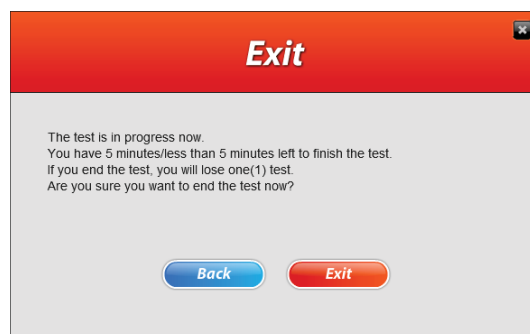 Exit
The test is in progress now.
You have 5 minutes/less than 5 minutes left to finish the test.
If you end the test, you will lose one(1) test.
Are you sure you want to end the test now?
Back
Exit